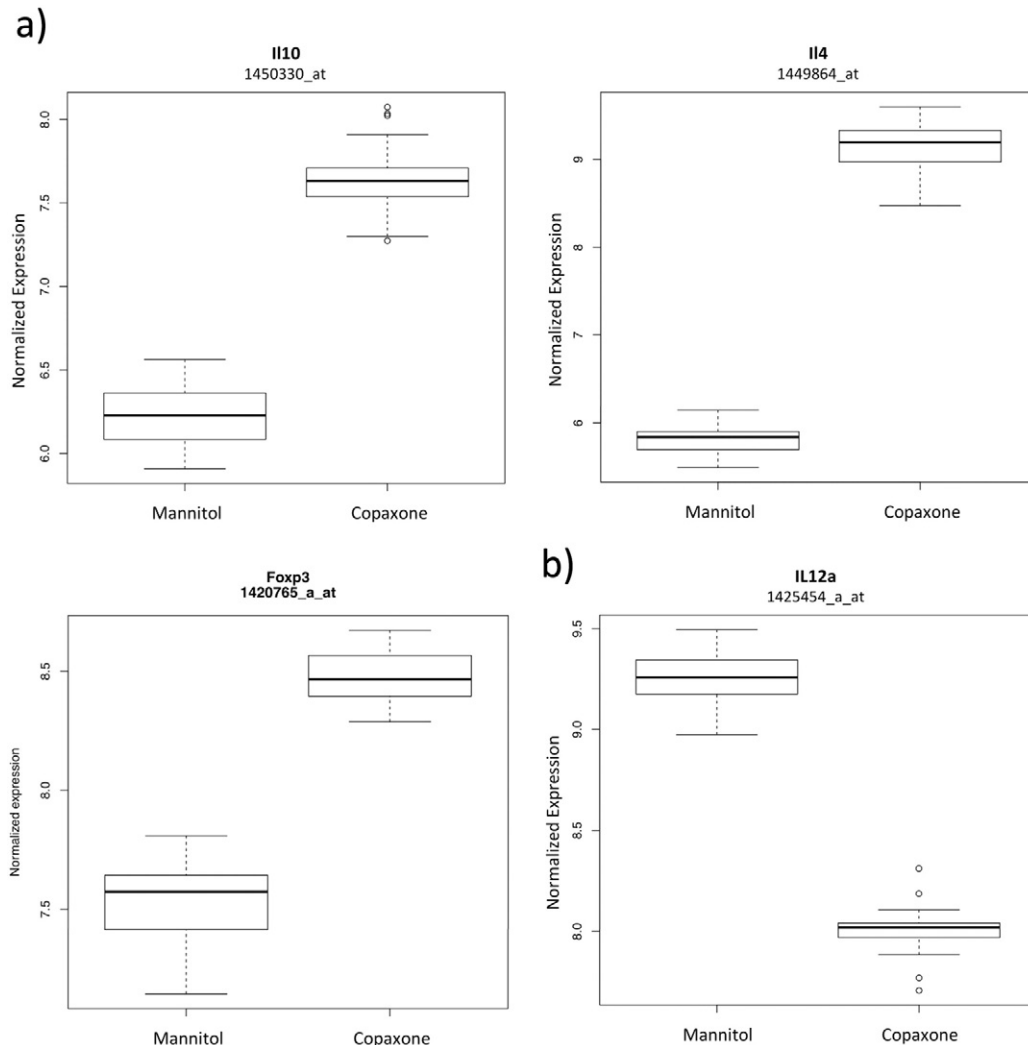 a)
Il10
1450330_at
Normalized Expression
8.0
7.5
7.0
6.5
6.0
Mannitol Copaxone
Il4
1449864_at
Normalized Expression
9
8
7
6
Mannitol Copaxone
Foxp3
1420765_a_at
Normalized expression
8.5
8.0
7.5
Mannitol Copaxone
b)
IL12a
1425454_a_at
Normalized Expression
9.5
9.0
8.5
8.0
Mannitol Copaxone